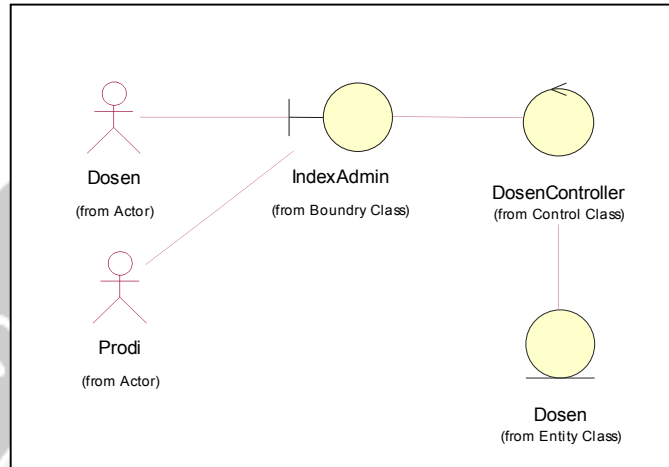 Dosen
(from Actor)
IndexAdmin
(from Boundry Class)
DosenController
(from Control Class)
Prodi
(from Actor)
Dosen
(from Entity Class)